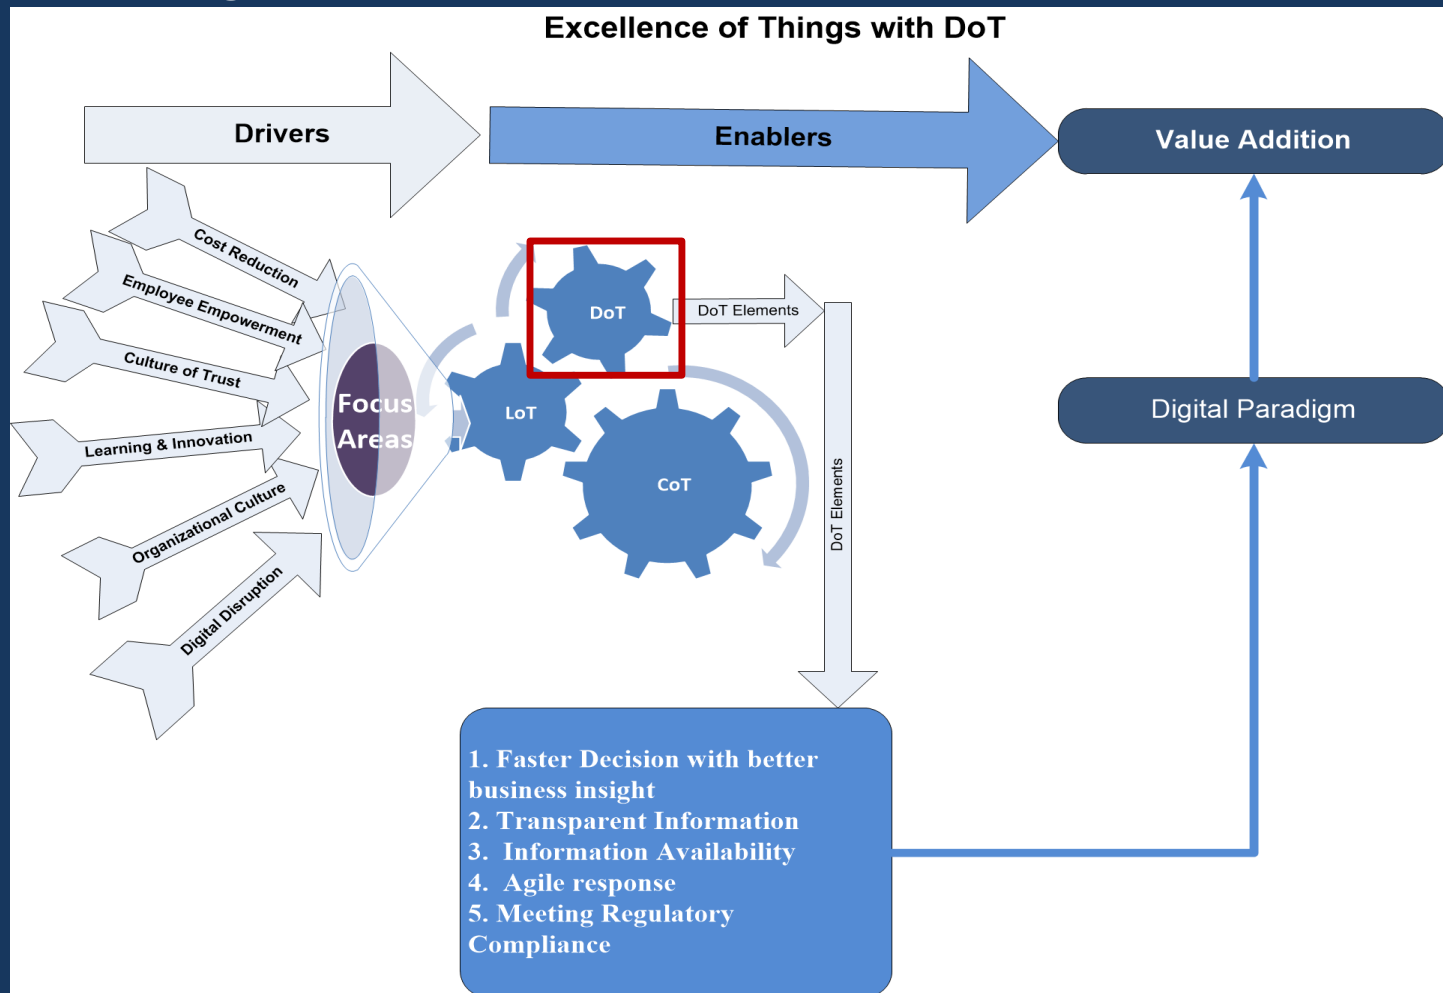 Excellence of Things with DoT
Drivers
Enablers
Value Addition
Cost Reduction
Employee Empowerment
Culture of Trust
Learning & Innovation
Organizational Culture
Digital Disruption
Focus
Areas
DoT
LoT
CoT
DoT Elements
DoT Elements
Digital Paradigm
1. Faster Decision with better
business insight
2. Transparent Information
3. Information Availability
4. Agile response
5. Meeting Regulatory
Compliance